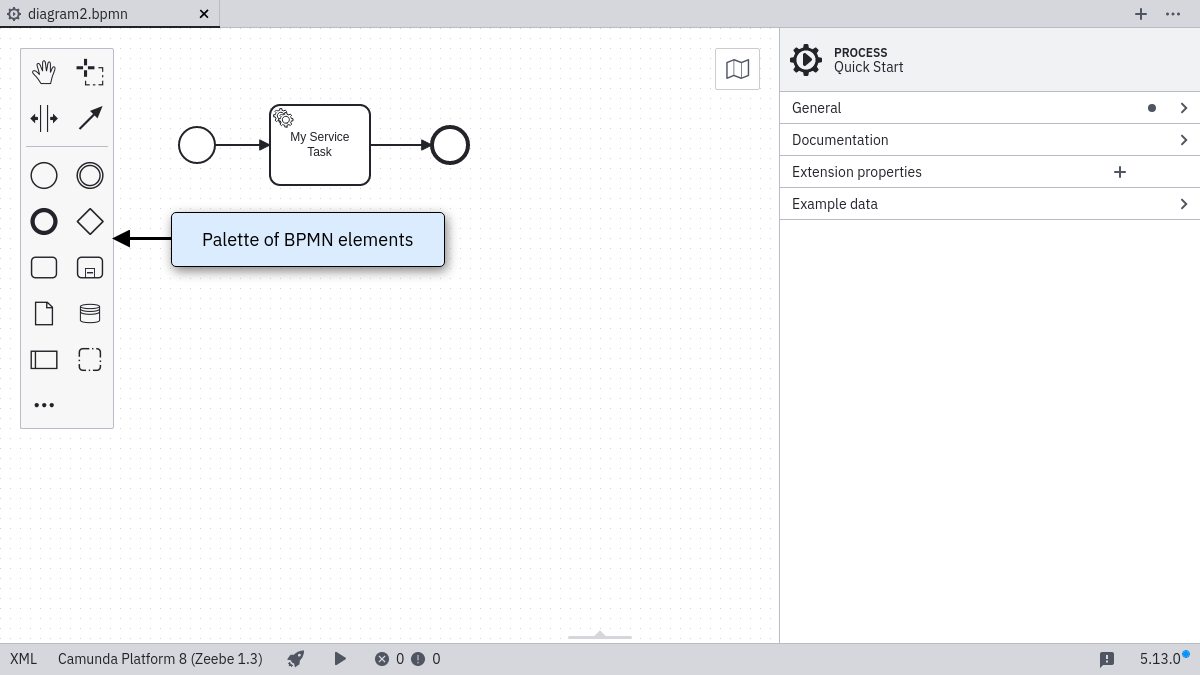 diagram2.bpmn
PROCESS
Quick Start
General
Documentation
Extension properties
Example data
My Service
Task
Palette of BPMN elements
XML Camunda Platform 8 (Zeebe 1.3) 0 0 5.13.0